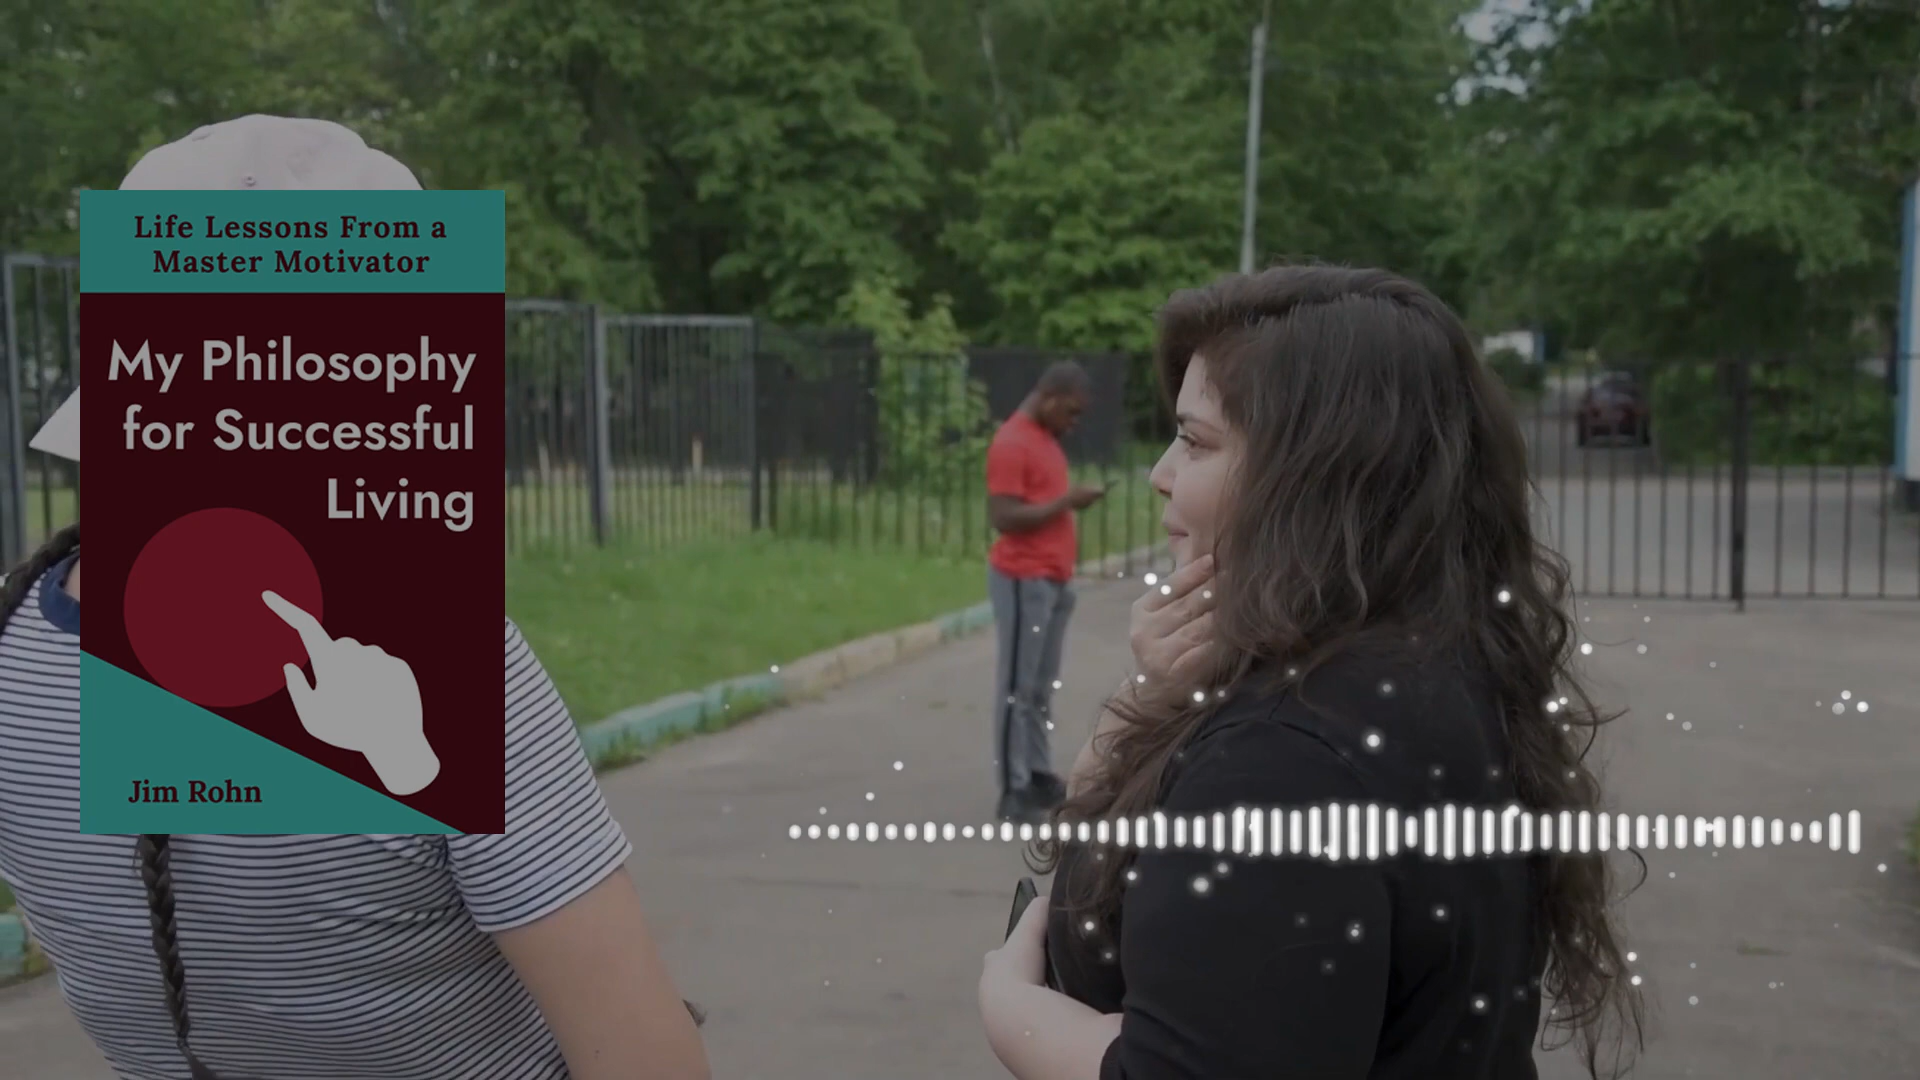 Life Lessons From a
Master Motivator
My Philosophy
for Successful
Living
Jim Rohn